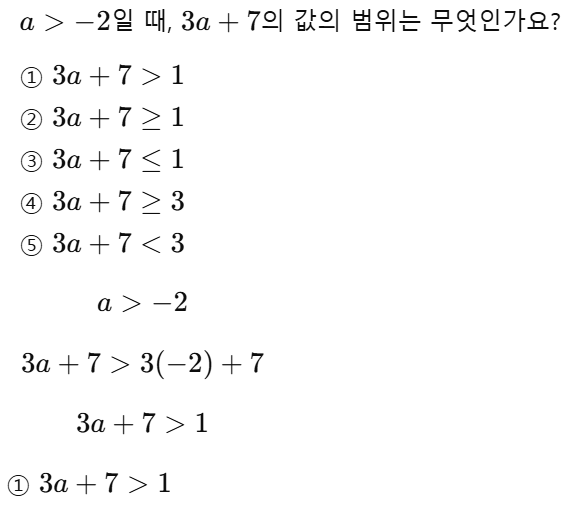 a > −2일 때, 3a + 7의 값의 범위는 무엇인가요?
① 3a + 7 > 1
② 3a + 7 ≥ 1
③ 3a + 7 ≤ 1
④ 3a + 7 ≥ 3
⑤ 3a + 7 < 3
a > −2
3a + 7 > 3(−2) + 7
3a + 7 > 1
① 3a + 7 > 1